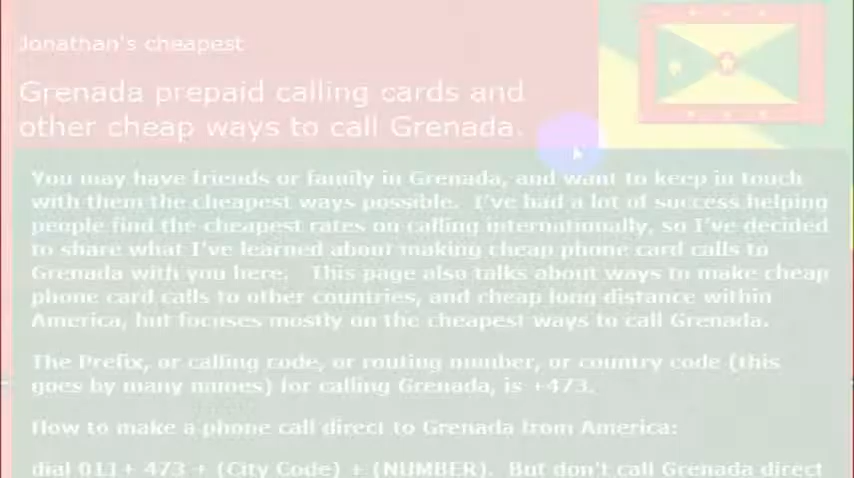 Jonathan's cheapest
Grenada prepaid calling cards and
other cheap ways to call Grenada.
You may have friends or family in Grenada, and want to keep in touch
with them the cheapest ways possible. I've had a lot of success helping
people find the cheapest rates on calling internationally, so I've decided
to share what I've learned about making cheap phone card calls to
Grenada with you here. This page also talks about ways to make cheap
phone card calls to other countries, and cheap long distance within
America, but focuses mostly on the cheapest ways to call Grenada.
The Prefix, or calling code, or routing number, or country code (this
goes by many names) for calling Grenada, is +473.
How to make a phone call direct to Grenada from America:
dial 011+ 473 + (City Code) + (NUMBER). But don't call Grenada direct